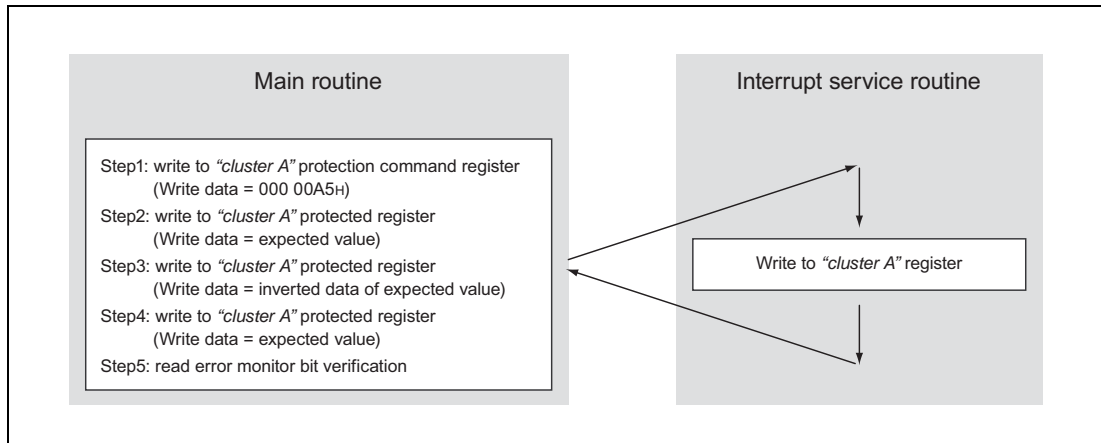 Main routine
Step1: write to “cluster A” protection command register
(Write data = 000 00A5H)
Step2: write to “cluster A” protected register
(Write data = expected value)
Step3: write to “cluster A” protected register
(Write data = inverted data of expected value)
Step4: write to “cluster A” protected register
(Write data = expected value)
Step5: read error monitor bit verification
Interrupt service routine
Write to “cluster A” register